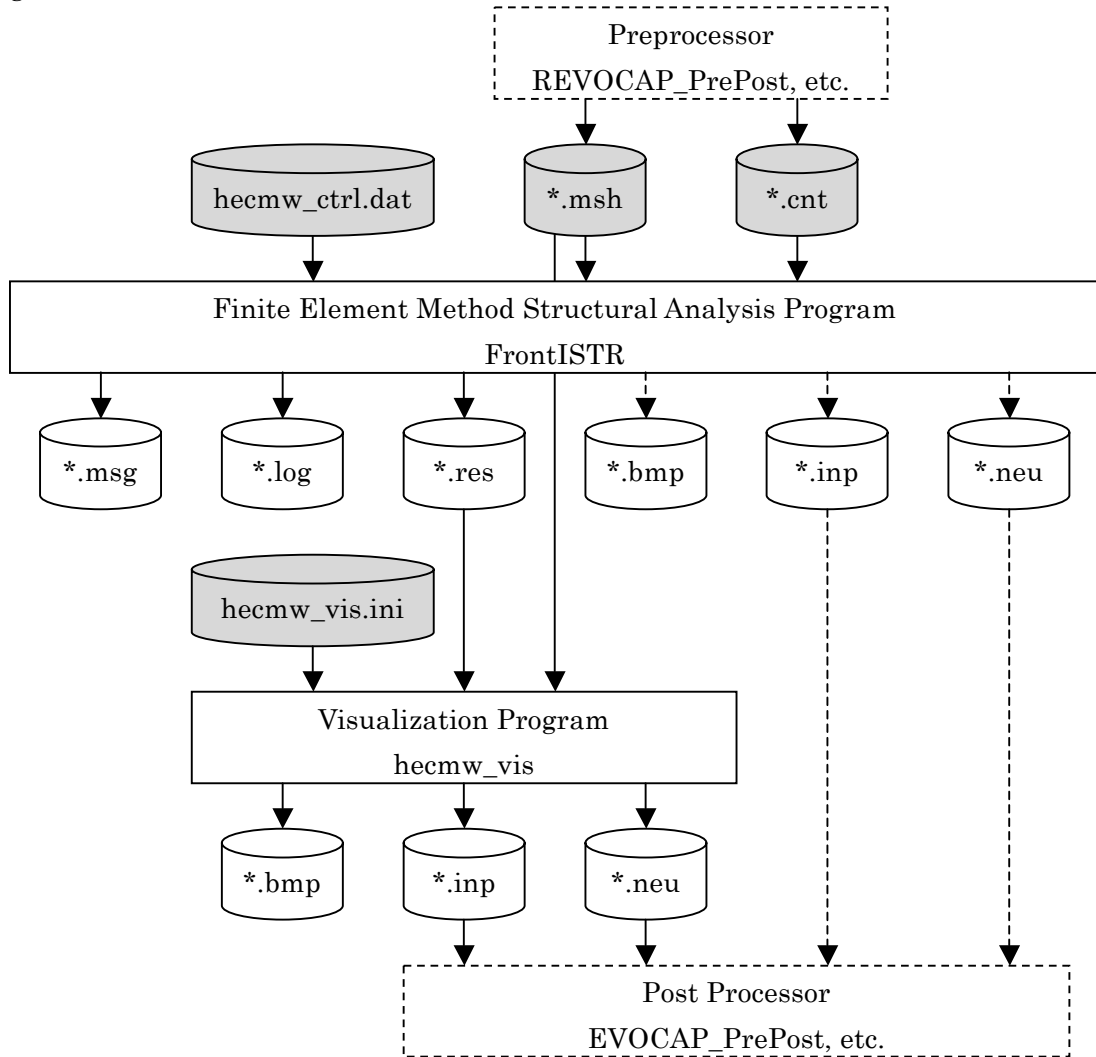 Preprocessor
REVOCAP_PrePost, etc.
hecmw_ctrl.dat
*.msh
*.cnt
Finite Element Method Structural Analysis Program
FrontISTR
*.msg
*.log
*.res
*.bmp
*.inp
*.neu
hecmw_vis.ini
Visualization Program
hecmw_vis
*.bmp
*.inp
*.neu
Post Processor
EVOCAP_PrePost, etc.